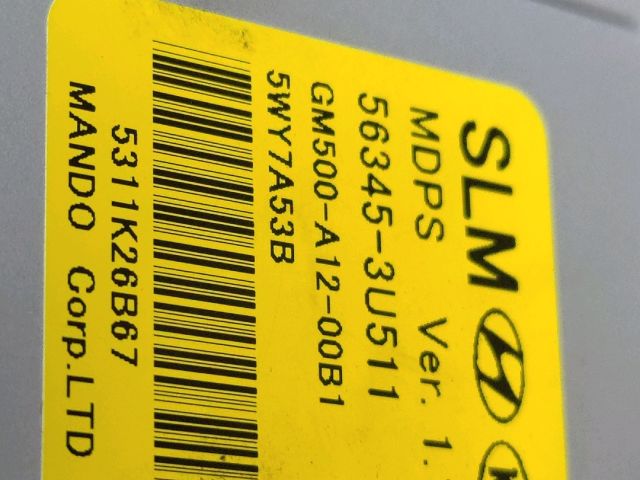 SLM
MDPS Ver. 1.
56345-3U511
GM500-A12-00B1
5WY7A53B
5311K26B67
MANDO Corp.LTD